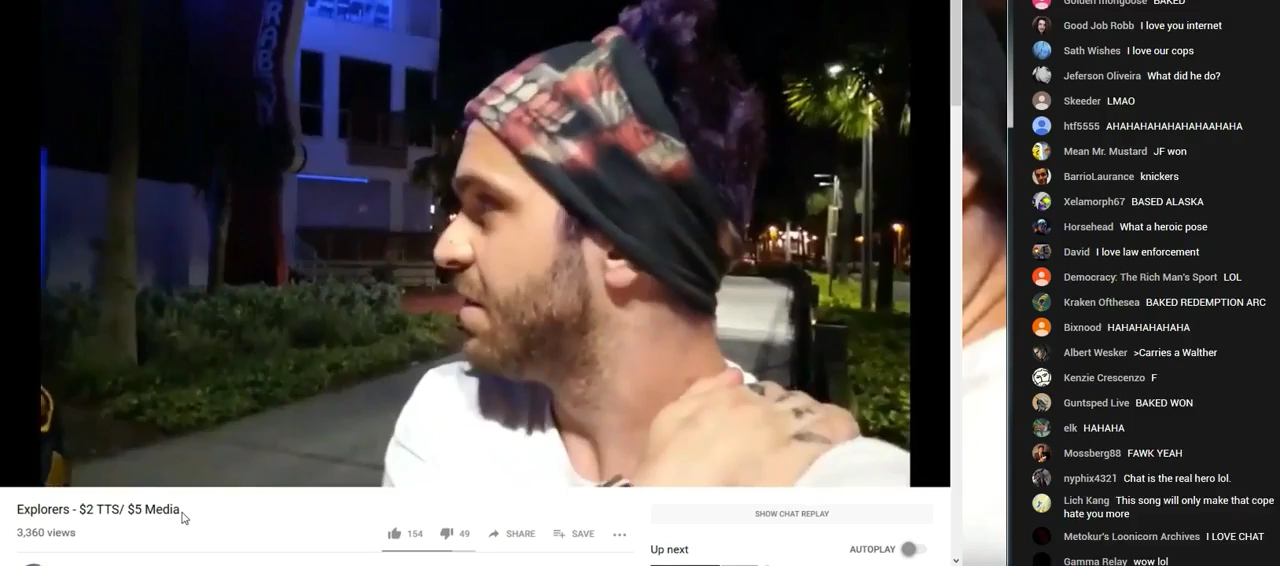 Explorers - $2 TTS/ $5 Media
3,360 views
154
49
SHARE
SAVE
SHOW CHAT REPLAY
Up next
AUTOPLAY
Golden mongoose BAKED
Good Job Robb I love you internet
Sath Wishes I love our cops
Jeferson Oliveira What did he do?
Skeeder LMAO
htf5555 AHAHAHAHAHAHAHAAHAHA
Mean Mr. Mustard JF won
BarrioLaurance knickers
Xelamorph67 BASED ALASKA
Horsehead What a heroic pose
David I love law enforcement
Democracy: The Rich Man's Sport LOL
Kraken Ofthesea BAKED REDEMPTION ARC
Bixnood HAHAHAHAHAHA
Albert Wesker >Carries a Walther
Kenzie Crescenzo F
Guntsped Live BAKED WON
elk HAHAHA
Mossberg88 FAWK YEAH
nyphix4321 Chat is the real hero lol.
Lich Kang This song will only make that cope
hate you more
Metokur's Loonicorn Archives I LOVE CHAT
Gamma Relay wow lol